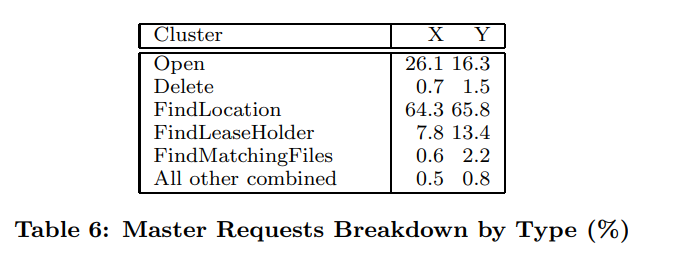 Cluster X Y
Open 26.1 16.3
Delete 0.7 1.5
FindLocation 64.3 65.8
FindLeaseHolder 7.8 13.4
FindMatchingFiles 0.6 2.2
All other combined 0.5 0.8
Table 6: Master Requests Breakdown by Type (%)